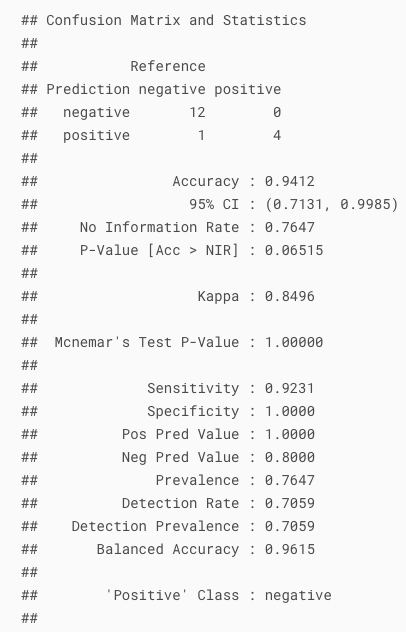 ## Confusion Matrix and Statistics
##
##           Reference
## Prediction negative positive
##   negative       12        0
##   positive        1        4
##
##                Accuracy : 0.9412
##                  95% CI : (0.7131, 0.9985)
##     No Information Rate : 0.7647
##     P-Value [Acc > NIR] : 0.06515
##
##                   Kappa : 0.8496
##
##  Mcnemar's Test P-Value : 1.00000
##
##             Sensitivity : 0.9231
##             Specificity : 1.0000
##          Pos Pred Value : 1.0000
##          Neg Pred Value : 0.8000
##              Prevalence : 0.7647
##          Detection Rate : 0.7059
##    Detection Prevalence : 0.7059
##       Balanced Accuracy : 0.9615
##
##        'Positive' Class : negative
##